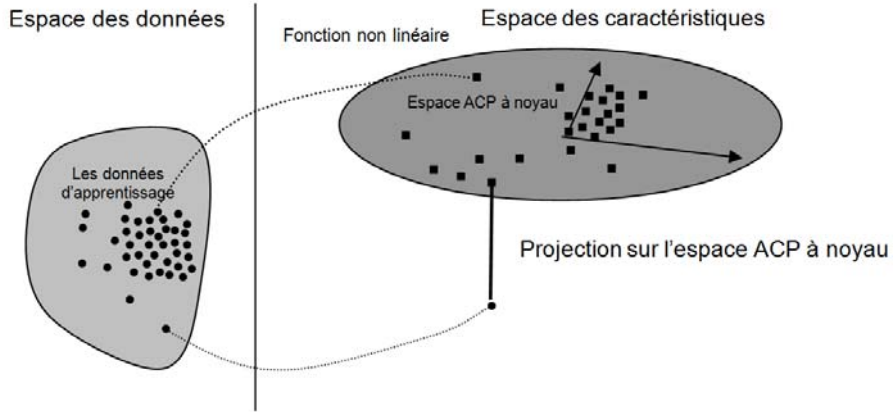 Espace des données
Espace des caractéristiques
Fonction non linéaire
Espace ACP à noyau
Les données
d'apprentissage
Projection sur l'espace ACP à noyau